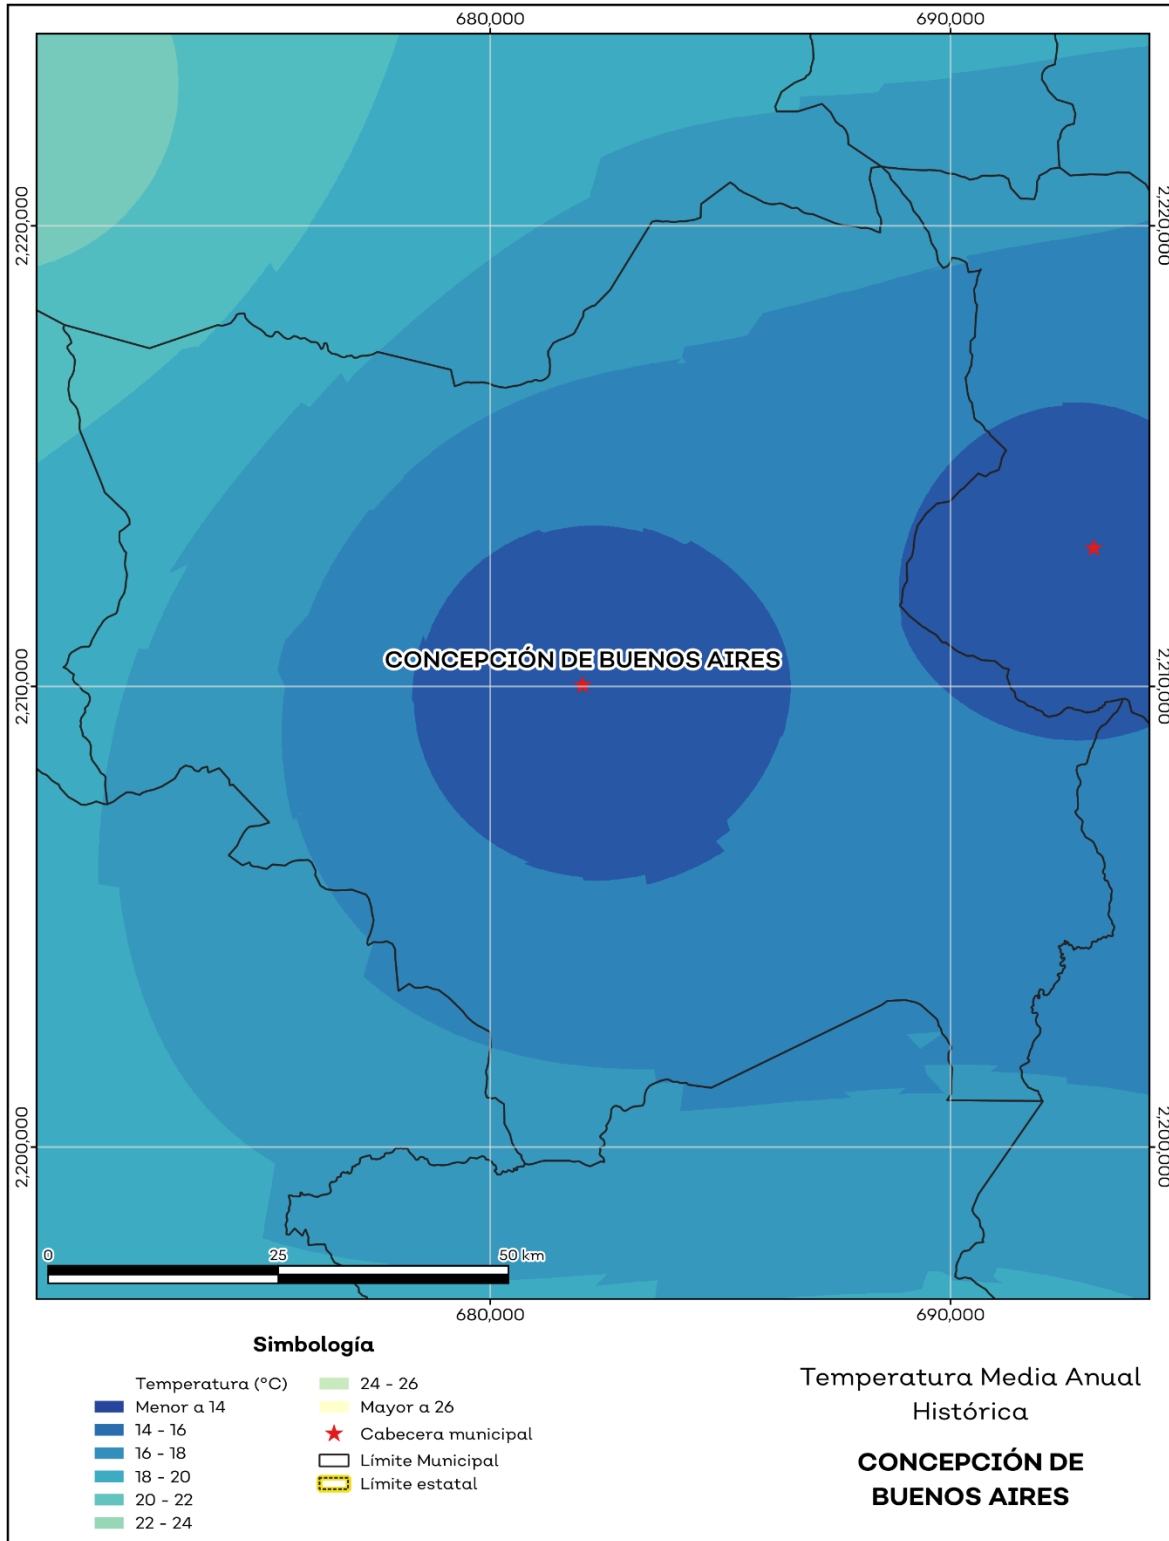 680,000
690,000
2,220,000
2,220,000
CONCEPCIÓN DE BUENOS AIRES
2,210,000
2,210,000
2,200,000
2,200,000
0 25 50 km
680,000
690,000
Simbología
Temperatura (°C)
Menor a 14
14 - 16
16 - 18
18 - 20
20 - 22
22 - 24
24 - 26
Mayor a 26
Cabecera municipal
Límite Municipal
Límite estatal
Temperatura Media Anual
Histórica
CONCEPCIÓN DE
BUENOS AIRES